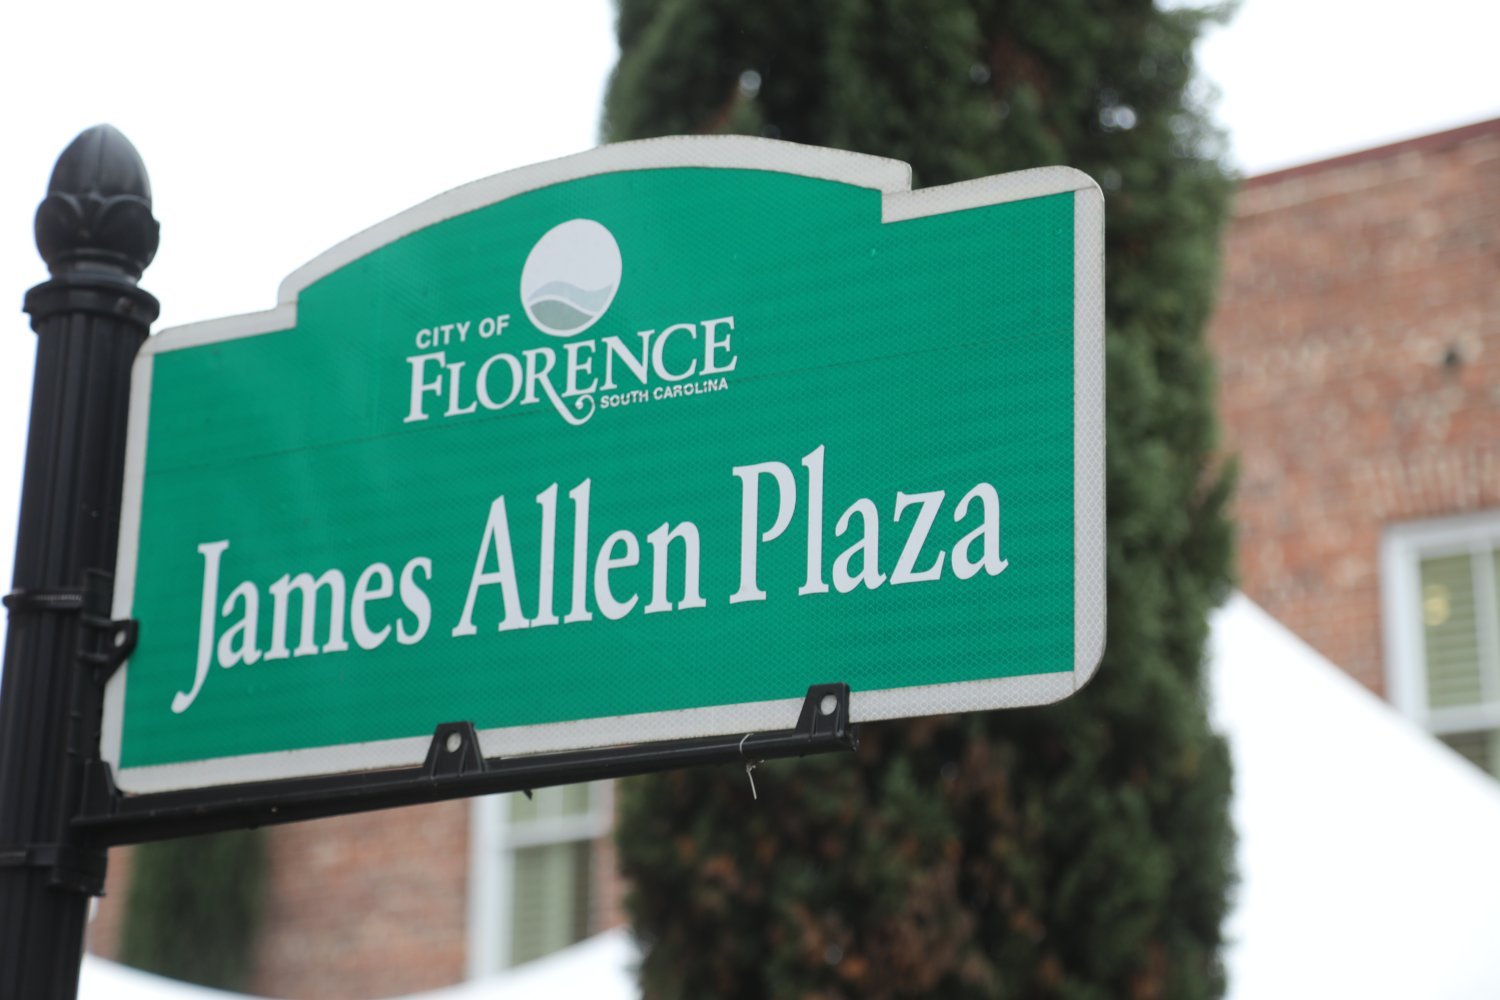 CITY OF
FLORENCE
SOUTH CAROLINA
James Allen Plaza